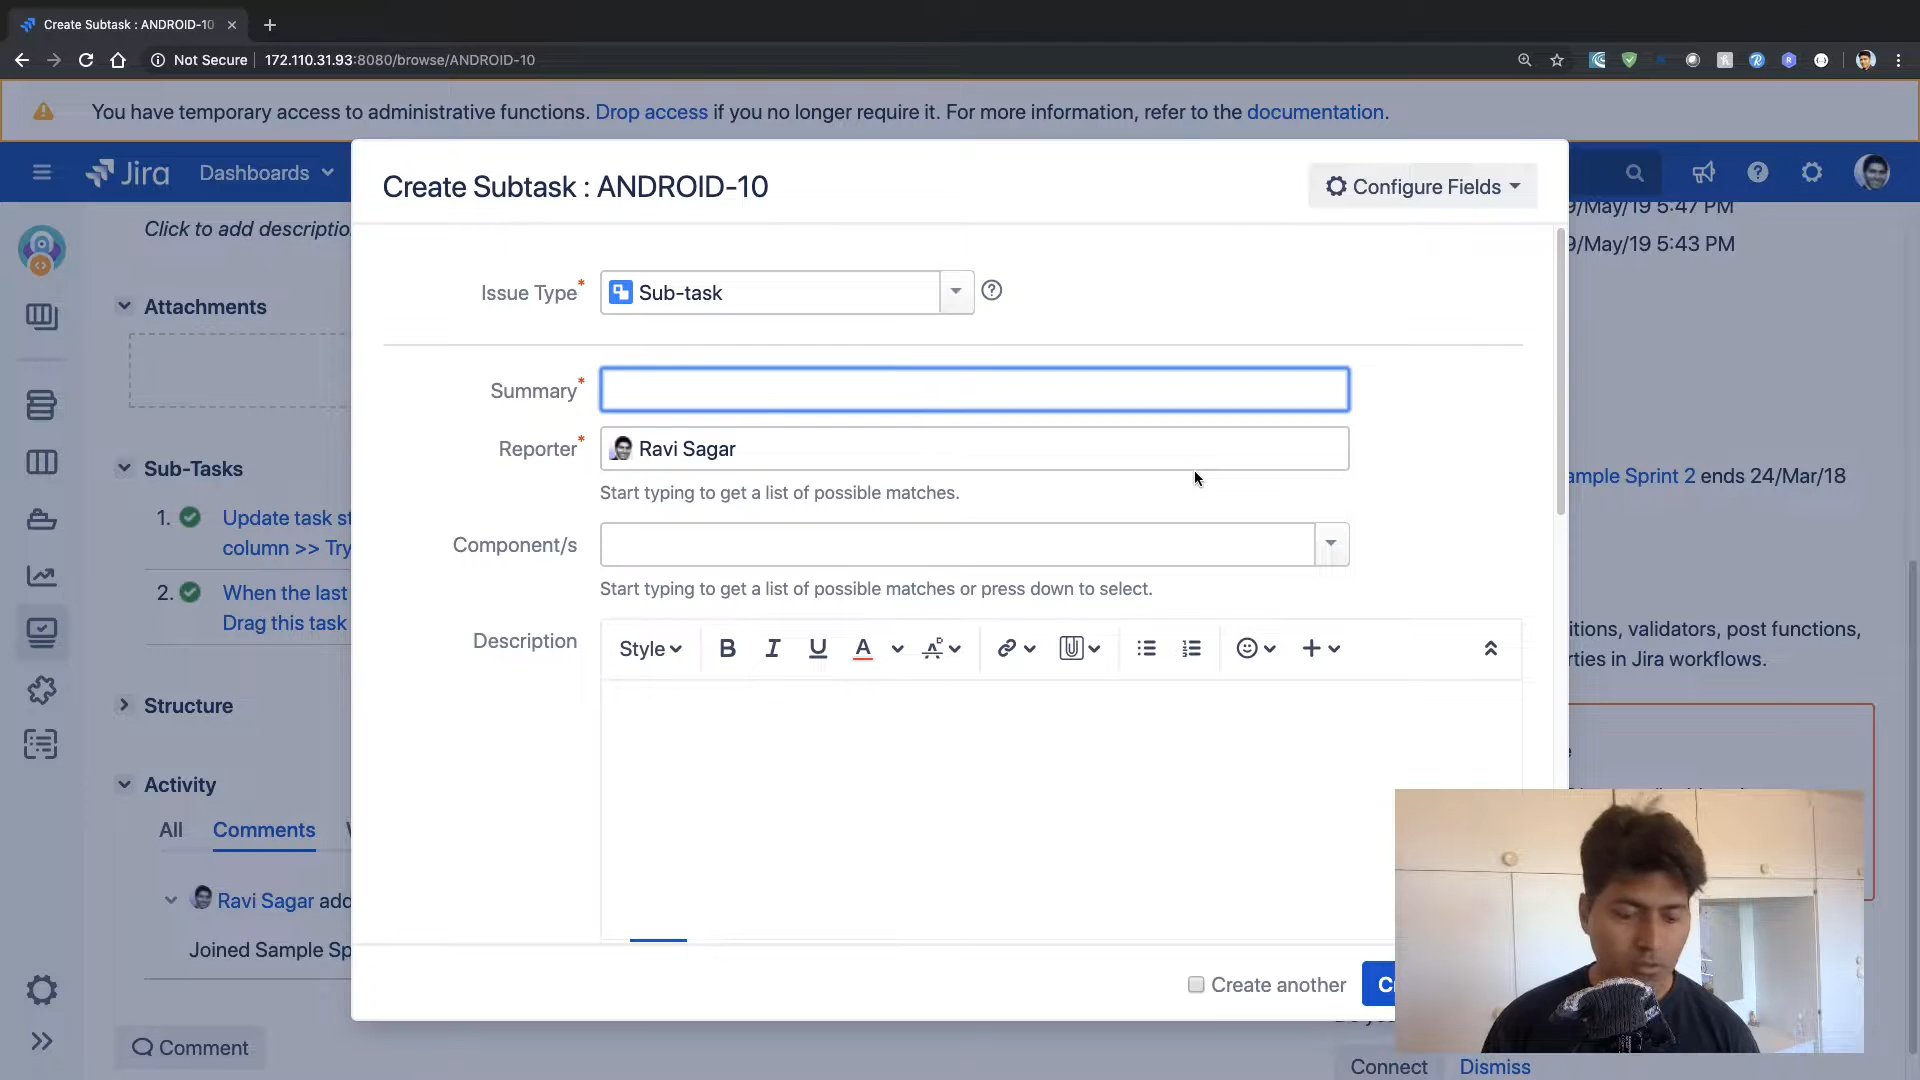 Create Subtask : ANDROID-10
Not Secure
172.110.31.93:8080/browse/ANDROID-10
You have temporary access to administrative functions. Drop access if you no longer require it. For more information, refer to the documentation.
Jira
Dashboards
Create Subtask : ANDROID-10
Configure Fields
9/May/19 5:47 PM
9/May/19 5:43 PM
Click to add descriptio
Attachments
Issue Type*
Sub-task
Summary*
Reporter*
Ravi Sagar
Start typing to get a list of possible matches.
Sub-Tasks
ample Sprint 2 ends 24/Mar/18
1.
Update task st
column >> Try
2.
When the last
Drag this task
Component/s
Start typing to get a list of possible matches or press down to select.
Description
Style
B
I
U
A
itions, validators, post functions,
rties in Jira workflows.
Structure
Activity
All
Comments
Ravi Sagar add
Joined Sample Sp
Create another
Comment
Connect
Dismiss